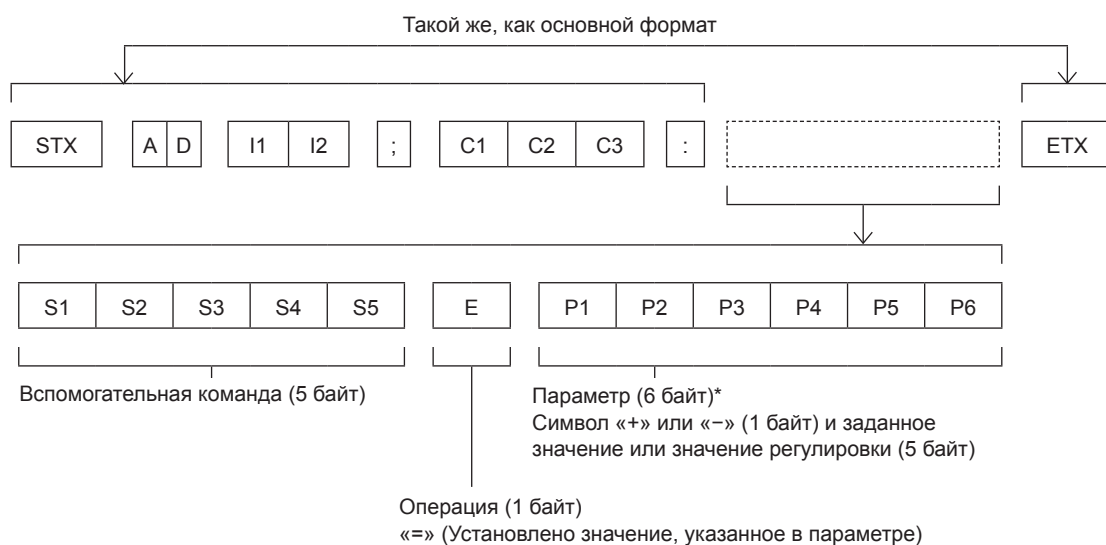 Такой же, как основной формат
STX A D I1 I2 ; C1 C2 C3 : ETX
S1 S2 S3 S4 S5 E P1 P2 P3 P4 P5 P6
Вспомогательная команда (5 байт)
Параметр (6 байт)*
Символ «+» или «−» (1 байт) и заданное
значение или значение регулировки (5 байт)
Операция (1 байт)
«=» (Установлено значение, указанное в параметре)